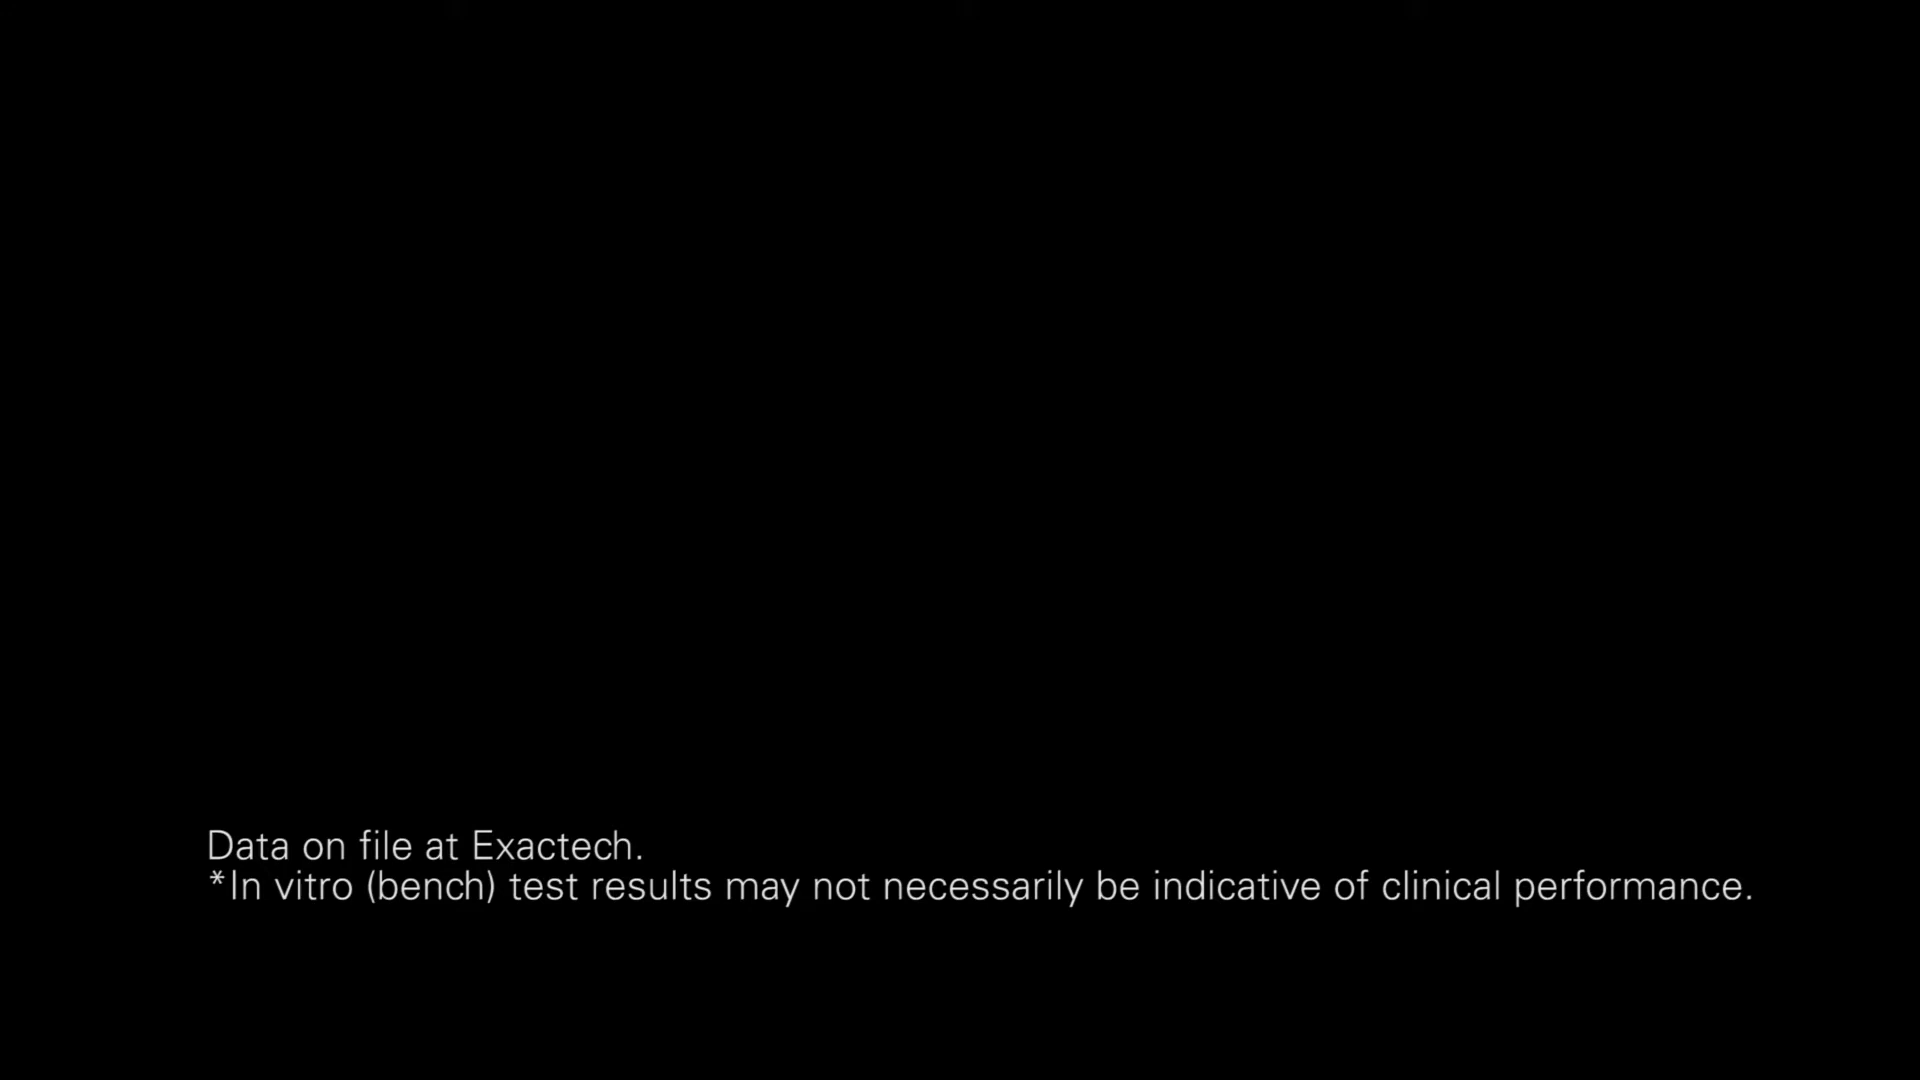 Data on file at Exactech.
*In vitro (bench) test results may not necessarily be indicative of clinical performance.